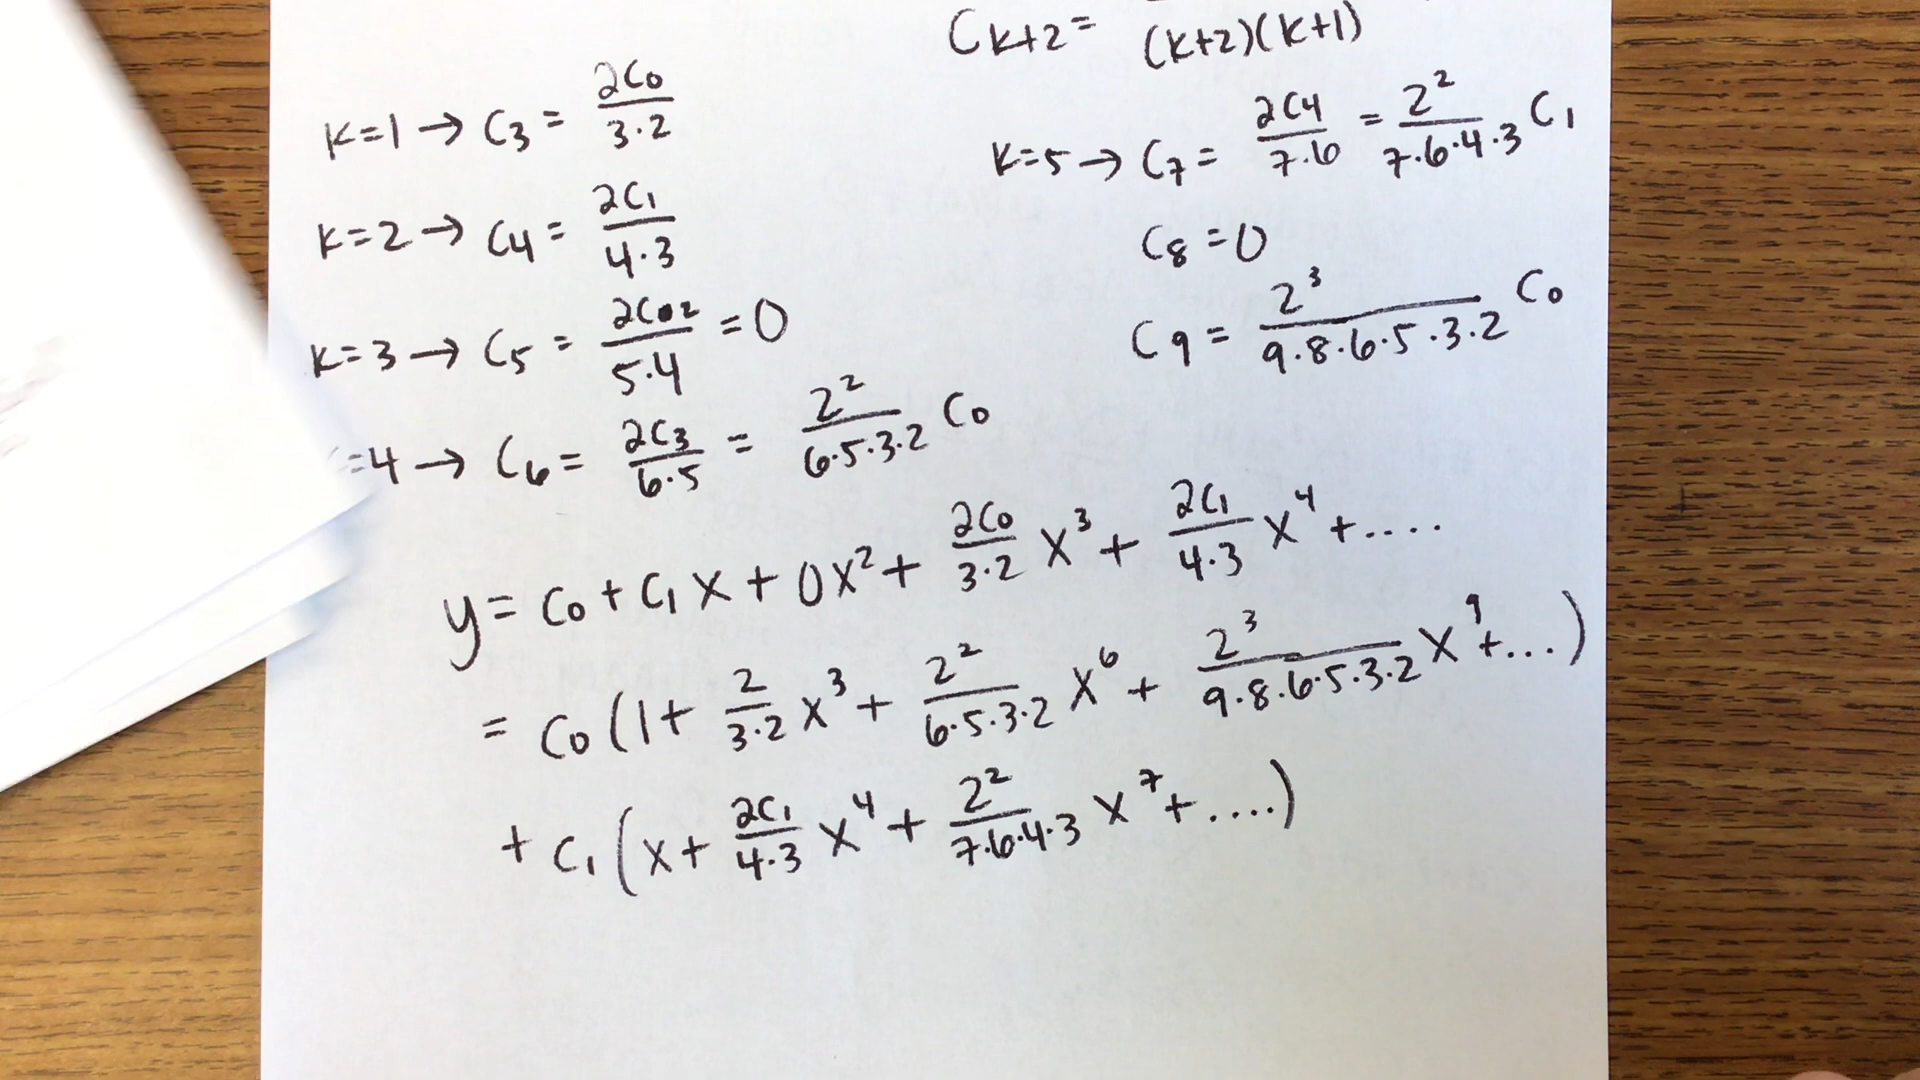 C_{k+2} = / (k+2)(k+1)
k=1 → C_3 = 2C_0 / 3·2
k=2 → C_4 = 2C_1 / 4·3
k=3 → C_5 = 2C_2 / 5·4 = 0
=4 → C_6 = 2C_3 / 6·5 = 2^2 / 6·5·3·2 C_0
k=5 → C_7 = 2C_4 / 7·6 = 2^2 / 7·6·4·3 C_1
C_8 = 0
C_9 = 2^3 / 9·8·6·5·3·2 C_0
y = C_0 + C_1 x + 0x^2 + 2C_0 / 3·2 x^3 + 2C_1 / 4·3 x^4 + ....
= C_0 (1 + 2 / 3·2 x^3 + 2^2 / 6·5·3·2 x^6 + 2^3 / 9·8·6·5·3·2 x^9 + ...)
+ C_1 (x + 2C_1 / 4·3 x^4 + 2^2 / 7·6·4·3 x^7 + ....)